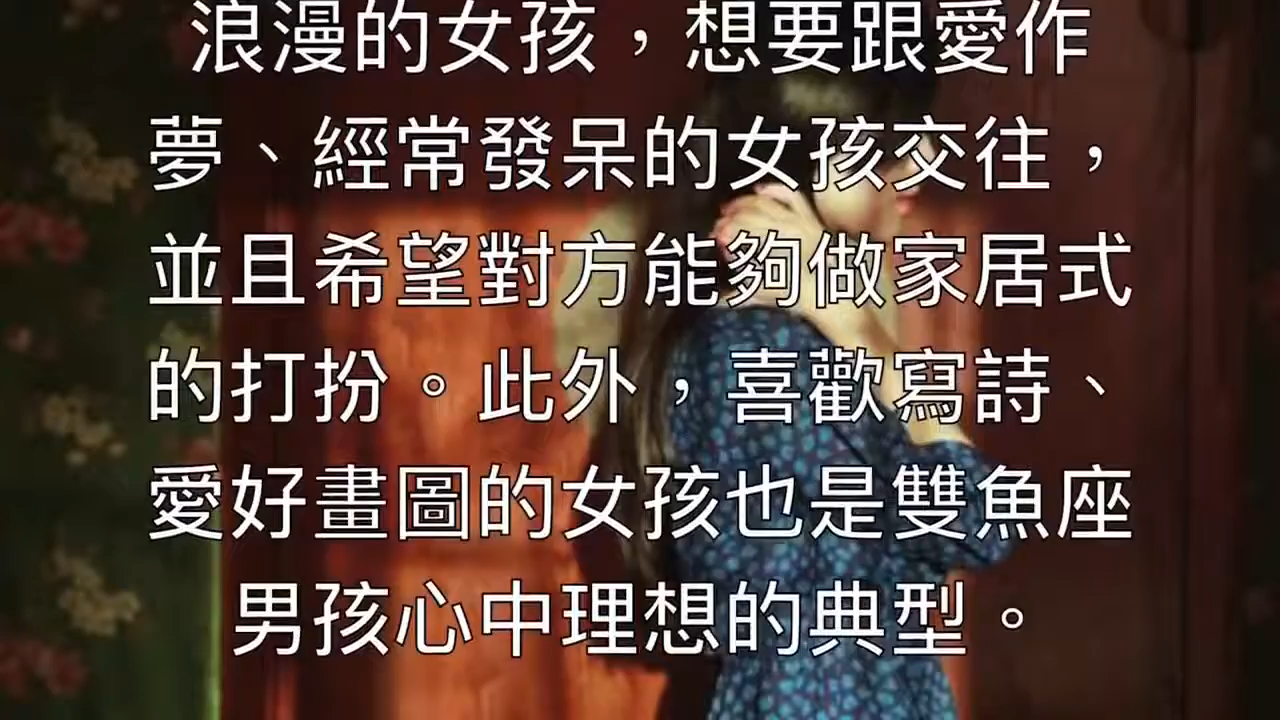 浪漫的女孩，想要跟愛作
夢、經常發呆的女孩交往，
並且希望對方能夠做家居式
的打扮。此外，喜歡寫詩、
愛好畫圖的女孩也是雙魚座
男孩心中理想的典型。